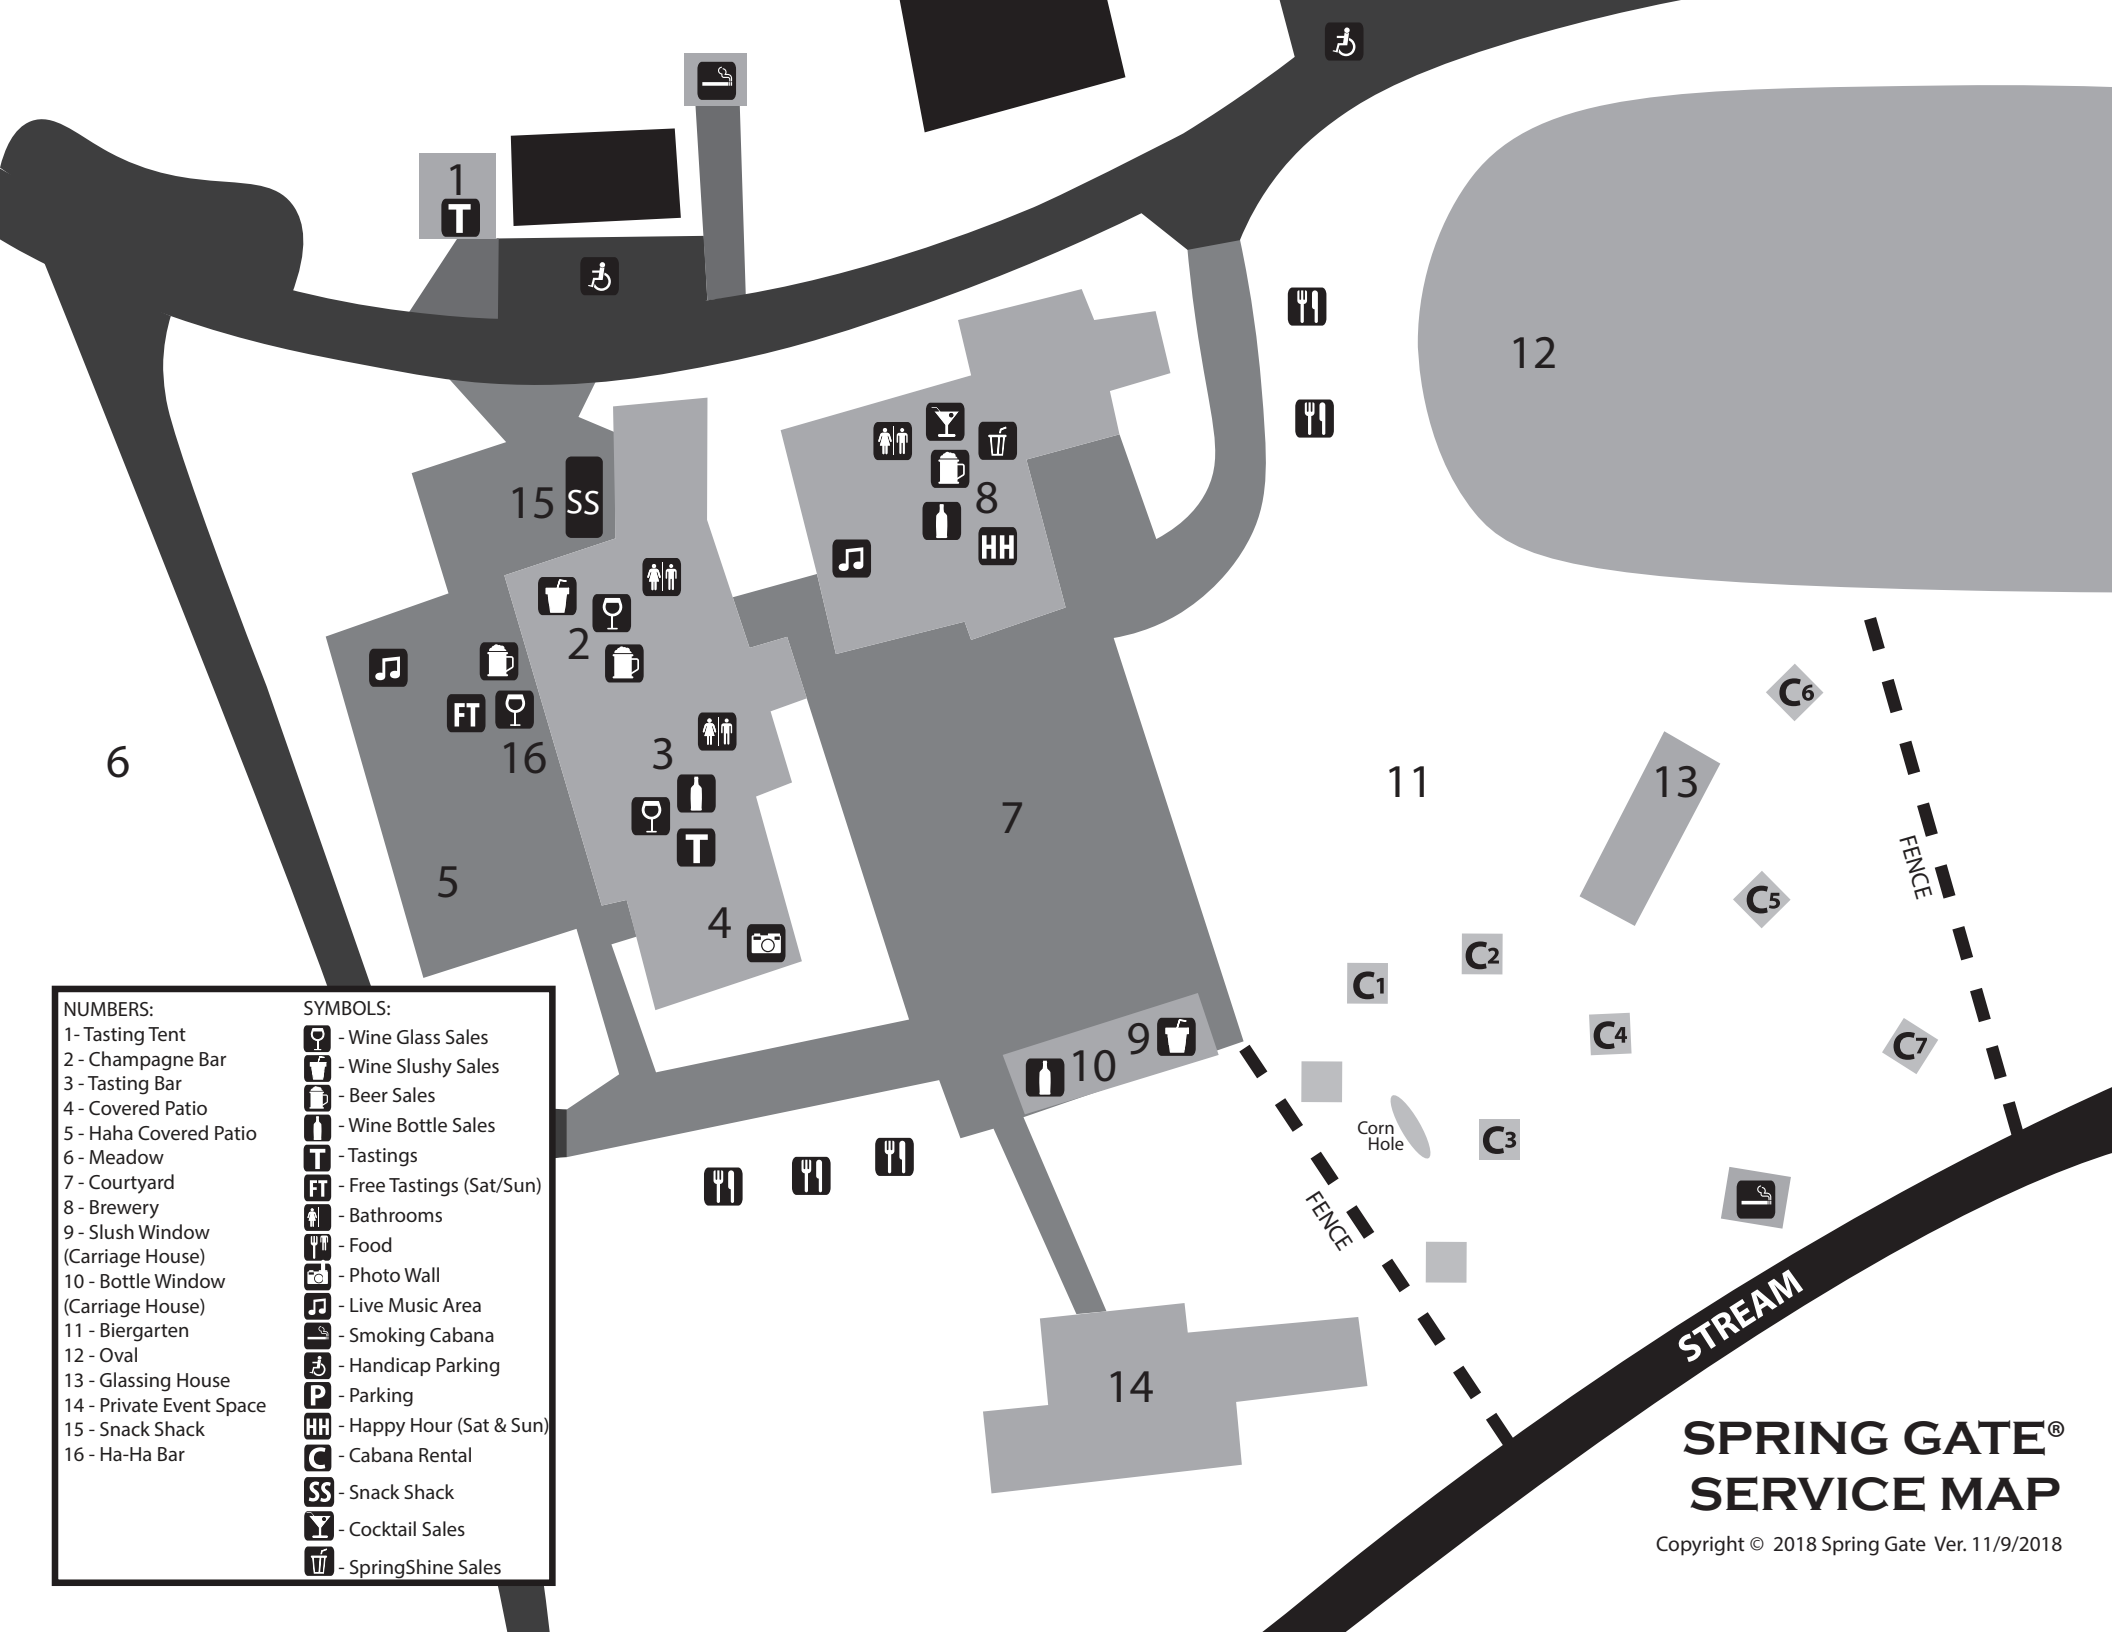 1
T
12
15 SS
8
HH
2
FT
16
3
T
6
11
13
C6
7
5
4
C5
FENCE
C2
C1
C4
C7
9
10
Corn
Hole
C3
FENCE
STREAM
14
NUMBERS:
1- Tasting Tent
2 - Champagne Bar
3 - Tasting Bar
4 - Covered Patio
5 - Haha Covered Patio
6 - Meadow
7 - Courtyard
8 - Brewery
9 - Slush Window
(Carriage House)
10 - Bottle Window
(Carriage House)
11 - Biergarten
12 - Oval
13 - Glassing House
14 - Private Event Space
15 - Snack Shack
16 - Ha-Ha Bar
SYMBOLS:
- Wine Glass Sales
- Wine Slushy Sales
- Beer Sales
- Wine Bottle Sales
T - Tastings
FT - Free Tastings (Sat/Sun)
- Bathrooms
- Food
- Photo Wall
- Live Music Area
- Smoking Cabana
- Handicap Parking
P - Parking
HH - Happy Hour (Sat & Sun)
C - Cabana Rental
SS - Snack Shack
- Cocktail Sales
- SpringShine Sales
SPRING GATE®
SERVICE MAP
Copyright © 2018 Spring Gate Ver. 11/9/2018